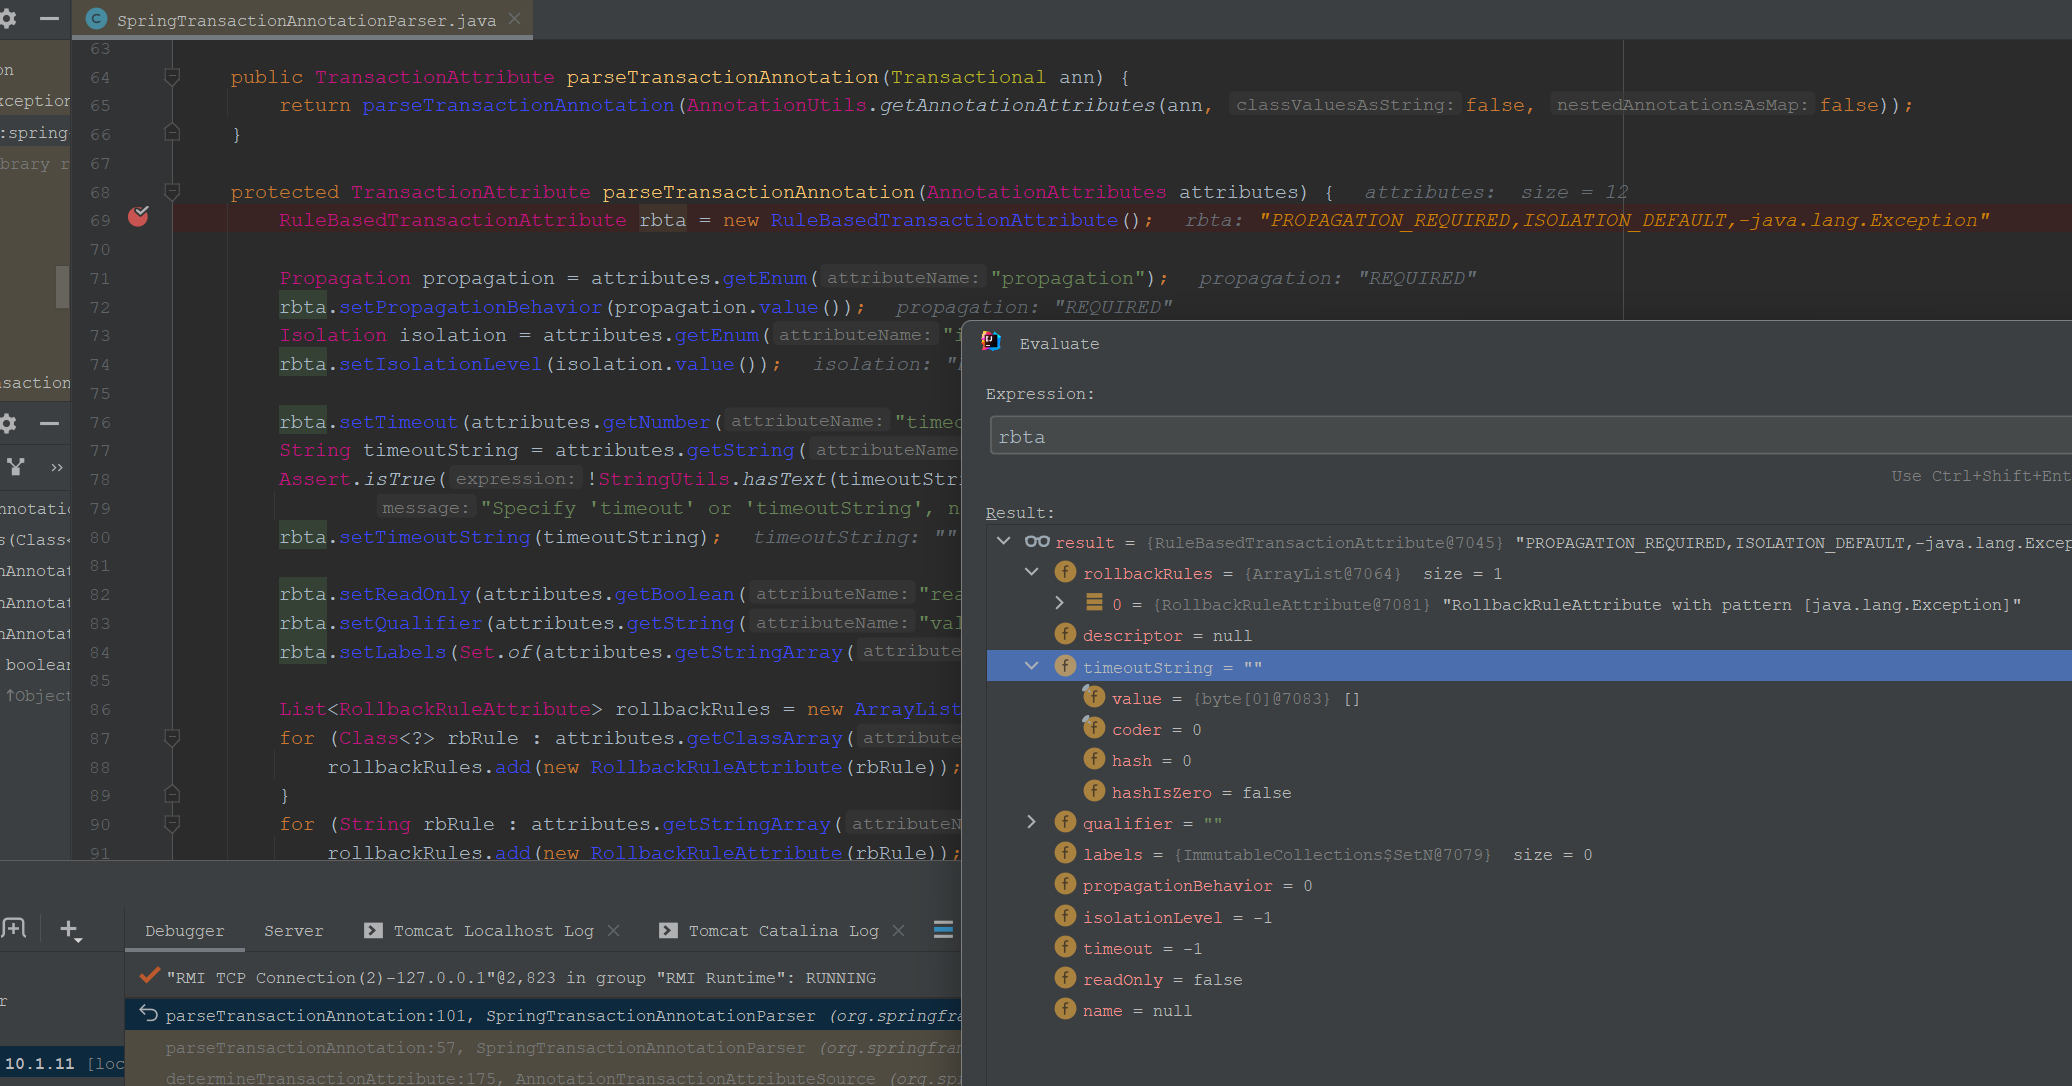 SpringTransactionAnnotationParser.java
on
xception
:spring-
brary r
nsaction
nnotatio
s(Class<
nAnnotat
nAnnotat
nAnnotat
boolean
↑Object
63
64 public TransactionAttribute parseTransactionAnnotation(Transactional ann) {
65 return parseTransactionAnnotation(AnnotationUtils.getAnnotationAttributes(ann, classValuesAsString: false, nestedAnnotationsAsMap: false));
66 }
67
68 protected TransactionAttribute parseTransactionAnnotation(AnnotationAttributes attributes) { attributes: size = 12
69 RuleBasedTransactionAttribute rbta = new RuleBasedTransactionAttribute(); rbta: "PROPAGATION_REQUIRED,ISOLATION_DEFAULT,-java.lang.Exception"
70
71 Propagation propagation = attributes.getEnum( attributeName: "propagation"); propagation: "REQUIRED"
72 rbta.setPropagationBehavior(propagation.value()); propagation: "REQUIRED"
73 Isolation isolation = attributes.getEnum( attributeName: "i
74 rbta.setIsolationLevel(isolation.value()); isolation: "
75
76 rbta.setTimeout(attributes.getNumber( attributeName: "timeo
77 String timeoutString = attributes.getString( attributeName
78 Assert.isTrue( expression: !StringUtils.hasText(timeoutStri
79 message: "Specify 'timeout' or 'timeoutString', n
80 rbta.setTimeoutString(timeoutString); timeoutString: ""
81
82 rbta.setReadOnly(attributes.getBoolean( attributeName: "rea
83 rbta.setQualifier(attributes.getString( attributeName: "val
84 rbta.setLabels(Set.of(attributes.getStringArray( attribute
85
86 List<RollbackRuleAttribute> rollbackRules = new ArrayList
87 for (Class<?> rbRule : attributes.getClassArray( attribute
88 rollbackRules.add(new RollbackRuleAttribute(rbRule));
89 }
90 for (String rbRule : attributes.getStringArray( attributeN
91 rollbackRules.add(new RollbackRuleAttribute(rbRule));
Evaluate
Expression:
rbta
Use Ctrl+Shift+Ent
Result:
result = {RuleBasedTransactionAttribute@7045} "PROPAGATION_REQUIRED,ISOLATION_DEFAULT,-java.lang.Excep
rollbackRules = {ArrayList@7064} size = 1
0 = {RollbackRuleAttribute@7081} "RollbackRuleAttribute with pattern [java.lang.Exception]"
descriptor = null
timeoutString = ""
value = {byte[0]@7083} []
coder = 0
hash = 0
hashIsZero = false
qualifier = ""
labels = {ImmutableCollections$SetN@7079} size = 0
propagationBehavior = 0
isolationLevel = -1
timeout = -1
readOnly = false
name = null
Debugger Server Tomcat Localhost Log Tomcat Catalina Log
"RMI TCP Connection(2)-127.0.0.1"@2,823 in group "RMI Runtime": RUNNING
parseTransactionAnnotation:101, SpringTransactionAnnotationParser (org.springfra
parseTransactionAnnotation:57, SpringTransactionAnnotationParser (org.springfram
determineTransactionAttribute:175, AnnotationTransactionAttributeSource (org.spi
r
10.1.11 [loc